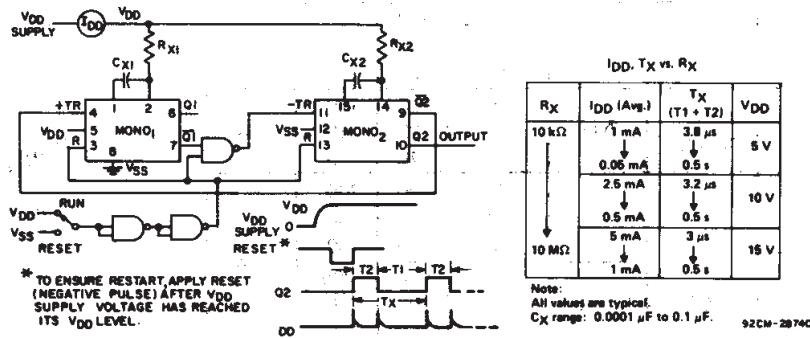 VDD SUPPLY
IDD
VDD
RX1
RX2
CX1
CX2
1 2
15 14
+TR 4
VDD 5
R 3
MONO1
6 Q1
7 Q1
8
VSS
-TR 11
VSS 12
R 13
MONO2
Q2
9
10 Q2 OUTPUT
VDD RUN
VSS
RESET
VDD SUPPLY
VDD
0
RESET *
T2 T1 T2
Q2
TX
DD
* TO ENSURE RESTART, APPLY RESET
(NEGATIVE PULSE) AFTER VDD
SUPPLY VOLTAGE HAS REACHED
ITS VDD LEVEL.
IDD, TX vs. RX
RX IDD (Avg.) TX (T1 + T2) VDD
10 kΩ 1 mA 3.8 µs 5 V
0.05 mA 0.5 s
2.5 mA 3.2 µs 10 V
0.5 mA 0.5 s
5 mA 3 µs 15 V
10 MΩ 1 mA 0.5 s
Note:
All values are typical.
CX range: 0.0001 µF to 0.1 µF.